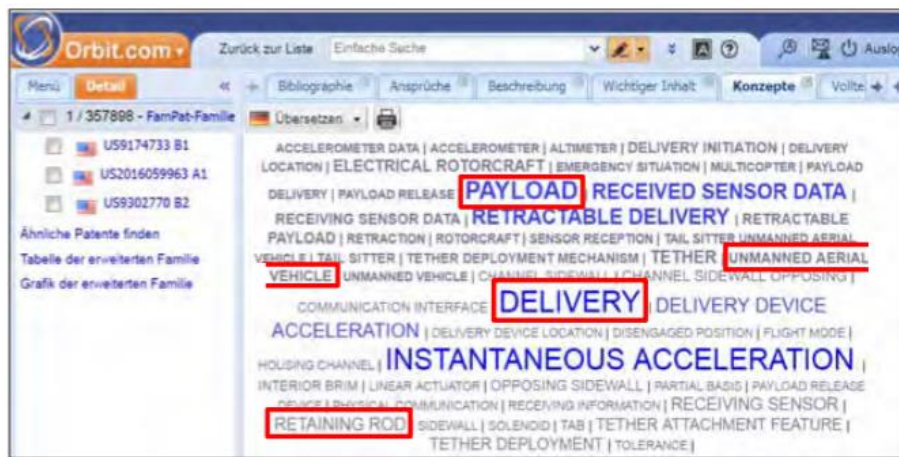 Orbit.com
Zurück zur Liste Einfache Suche
Menü Detail « Bibliographie Ansprüche Beschreibung Wichtiger Inhalt Konzepte
1 / 357898 - FamPat-Familie
Übersetzen
US9174733 B1
US2016059963 A1
US9302770 B2
Ähnliche Patente finden
Tabelle der erweiterten Familie
Grafik der erweiterten Familie
ACCELEROMETER DATA | ACCELEROMETER | ALTIMETER | DELIVERY INITIATION | DELIVERY
LOCATION | ELECTRICAL ROTORCRAFT | EMERGENCY SITUATION | MULTICOPTER | PAYLOAD
DELIVERY | PAYLOAD RELEASE | PAYLOAD | RECEIVED SENSOR DATA |
RECEIVING SENSOR DATA | RETRACTABLE DELIVERY | RETRACTABLE
PAYLOAD | RETRACTION | ROTORCRAFT | SENSOR RECEPTION | TAIL SITTER UNMANNED AERIAL
VEHICLE | TAIL SITTER | TETHER DEPLOYMENT MECHANISM | TETHER | UNMANNED AERIAL
VEHICLE | UNMANNED VEHICLE | CHANNEL SIDEWALL | CHANNEL SIDEWALL OPPOSING |
COMMUNICATION INTERFACE | DELIVERY | DELIVERY DEVICE
ACCELERATION | DELIVERY DEVICE LOCATION | DISENGAGED POSITION | FLIGHT MODE |
HOUSING CHANNEL | INSTANTANEOUS ACCELERATION |
INTERIOR BRIM | LINEAR ACTUATOR | OPPOSING SIDEWALL | PARTIAL BASIS | PAYLOAD RELEASE
DEVICE | PHYSICAL COMMUNICATION | RECEIVING INFORMATION | RECEIVING SENSOR |
RETAINING ROD | SIDEWALL | SOLENOID | TAB | TETHER ATTACHMENT FEATURE |
TETHER DEPLOYMENT | TOLERANCE |